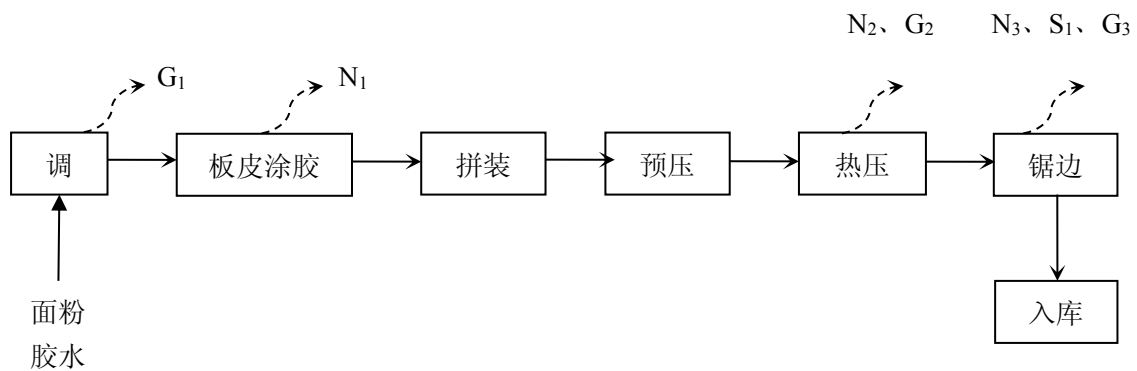 N₂、G₂
N₃、S₁、G₃
G₁
N₁
调
板皮涂胶
拼装
预压
热压
锯边
面粉
胶水
入库